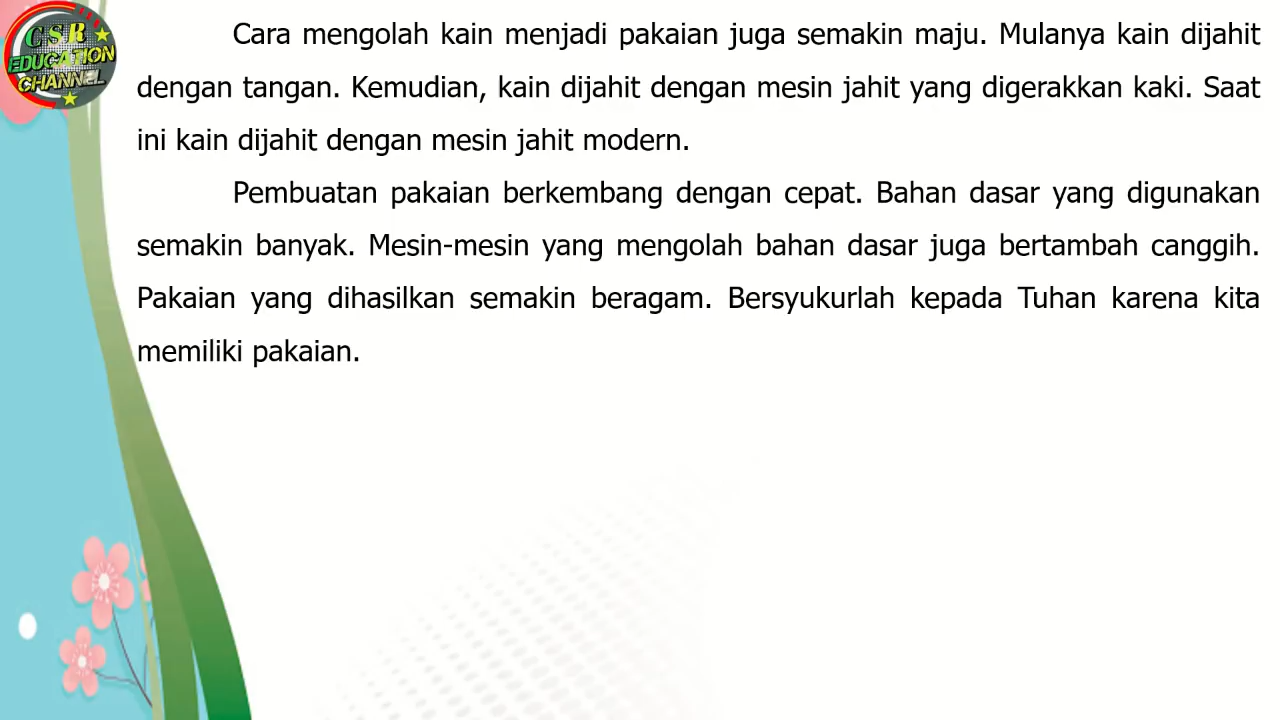 C S R
EDUCATION
CHANNEL
Cara mengolah kain menjadi pakaian juga semakin maju. Mulanya kain dijahit
dengan tangan. Kemudian, kain dijahit dengan mesin jahit yang digerakkan kaki. Saat
ini kain dijahit dengan mesin jahit modern.
Pembuatan pakaian berkembang dengan cepat. Bahan dasar yang digunakan
semakin banyak. Mesin-mesin yang mengolah bahan dasar juga bertambah canggih.
Pakaian yang dihasilkan semakin beragam. Bersyukurlah kepada Tuhan karena kita
memiliki pakaian.